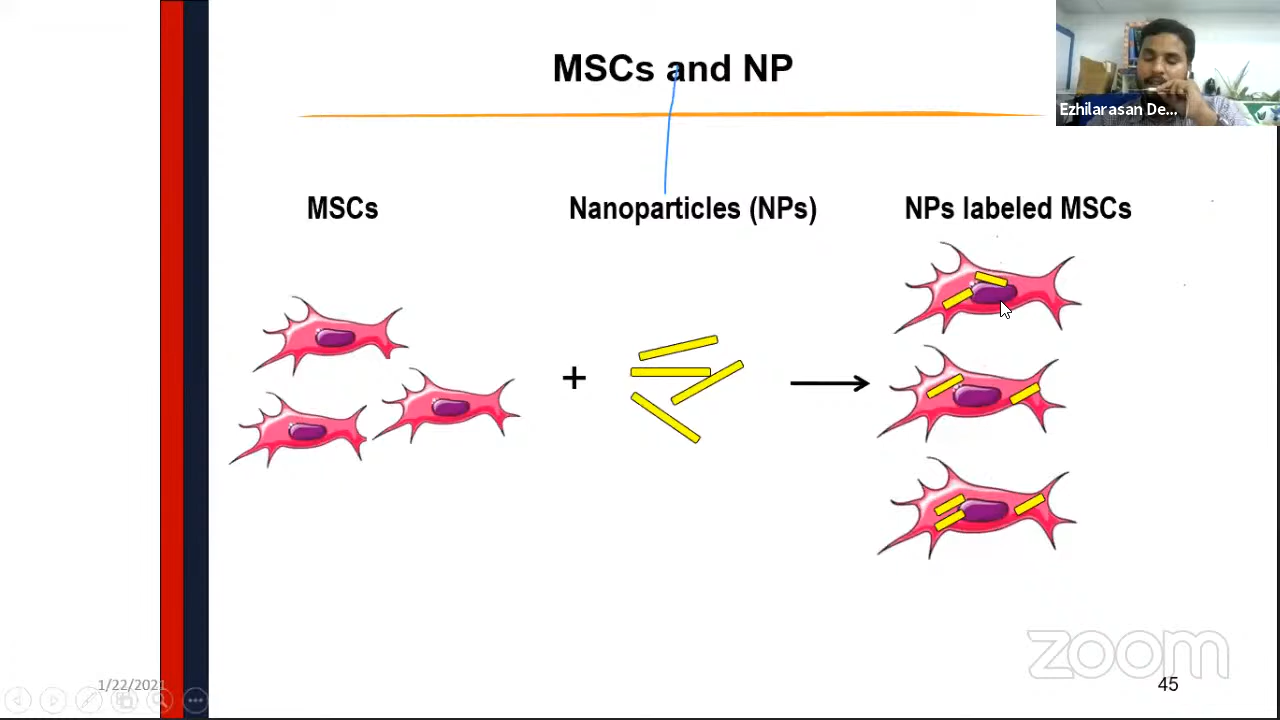 MSCs and NP
Ezhilarasan De...
MSCs
Nanoparticles (NPs)
NPs labeled MSCs
+
zoom
1/22/2021
45